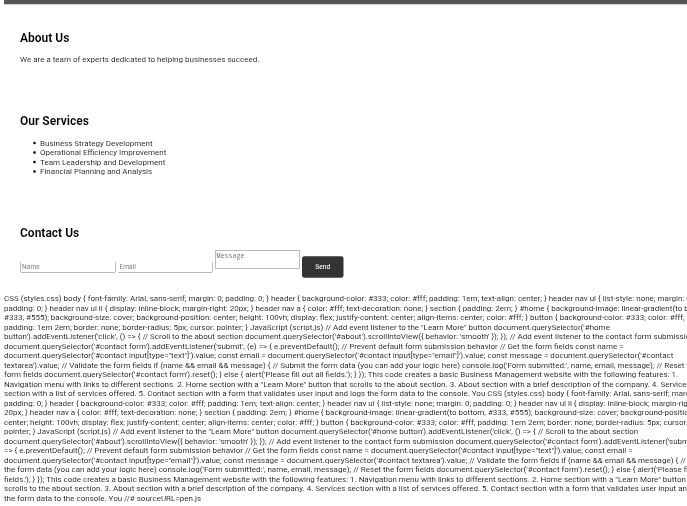 About Us
We are a team of experts dedicated to helping businesses succeed.
Our Services
Business Strategy Development
Operational Efficiency Improvement
Team Leadership and Development
Financial Planning and Analysis
Contact Us
Name Email Message Send
CSS (styles.css) body { font-family: Arial, sans-serif; margin: 0; padding: 0; } header { background-color: #333; color: #fff; padding: 1em; text-align: center; } header nav ul { list-style: none; margin:
padding: 0; } header nav ul li { display: inline-block; margin-right: 20px; } header nav a { color: #fff; text-decoration: none; } section { padding: 2em; } #home { background-image: linear-gradient(to b
#333, #555); background-size: cover; background-position: center; height: 100vh; display: flex; justify-content: center; align-items: center; color: #fff; } button { background-color: #333; color: #fff;
padding: 1em 2em; border: none; border-radius: 5px; cursor: pointer; } JavaScript (script.js) // Add event listener to the "Learn More" button document.querySelector('#home
button').addEventListener('click', () => { // Scroll to the about section document.querySelector('#about').scrollIntoView({ behavior: 'smooth' }); }); // Add event listener to the contact form submissio
document.querySelector('#contact form').addEventListener('submit', (e) => { e.preventDefault(); // Prevent default form submission behavior // Get the form fields const name =
document.querySelector('#contact input[type="text"]').value; const email = document.querySelector('#contact input[type="email"]').value; const message = document.querySelector('#contact
textarea').value; // Validate the form fields if (name && email && message) { // Submit the form data (you can add your logic here) console.log('Form submitted:', name, email, message); // Reset
form fields document.querySelector('#contact form').reset(); } else { alert('Please fill out all fields.'); } }); This code creates a basic Business Management website with the following features: 1.
Navigation menu with links to different sections. 2. Home section with a "Learn More" button that scrolls to the about section. 3. About section with a brief description of the company. 4. Service
section with a list of services offered. 5. Contact section with a form that validates user input and logs the form data to the console. You CSS (styles.css) body { font-family: Arial, sans-serif; mar
padding: 0; } header { background-color: #333; color: #fff; padding: 1em; text-align: center; } header nav ul { list-style: none; margin: 0; padding: 0; } header nav ul li { display: inline-block; margin-rig
20px; } header nav a { color: #fff; text-decoration: none; } section { padding: 2em; } #home { background-image: linear-gradient(to bottom, #333, #555); background-size: cover; background-positio
center; height: 100vh; display: flex; justify-content: center; align-items: center; color: #fff; } button { background-color: #333; color: #fff; padding: 1em 2em; border: none; border-radius: 5px; cursor
pointer; } JavaScript (script.js) // Add event listener to the "Learn More" button document.querySelector('#home button').addEventListener('click', () => { // Scroll to the about section
document.querySelector('#about').scrollIntoView({ behavior: 'smooth' }); }); // Add event listener to the contact form submission document.querySelector('#contact form').addEventListener('subm
=> { e.preventDefault(); // Prevent default form submission behavior // Get the form fields const name = document.querySelector('#contact input[type="text"]').value; const email =
document.querySelector('#contact input[type="email"]').value; const message = document.querySelector('#contact textarea').value; // Validate the form fields if (name && email && message) { //
the form data (you can add your logic here) console.log('Form submitted:', name, email, message); // Reset the form fields document.querySelector('#contact form').reset(); } else { alert('Please f
fields.'); } }); This code creates a basic Business Management website with the following features: 1. Navigation menu with links to different sections. 2. Home section with a "Learn More" button
scrolls to the about section. 3. About section with a brief description of the company. 4. Services section with a list of services offered. 5. Contact section with a form that validates user input an
the form data to the console. You //# sourceURL=pen.js